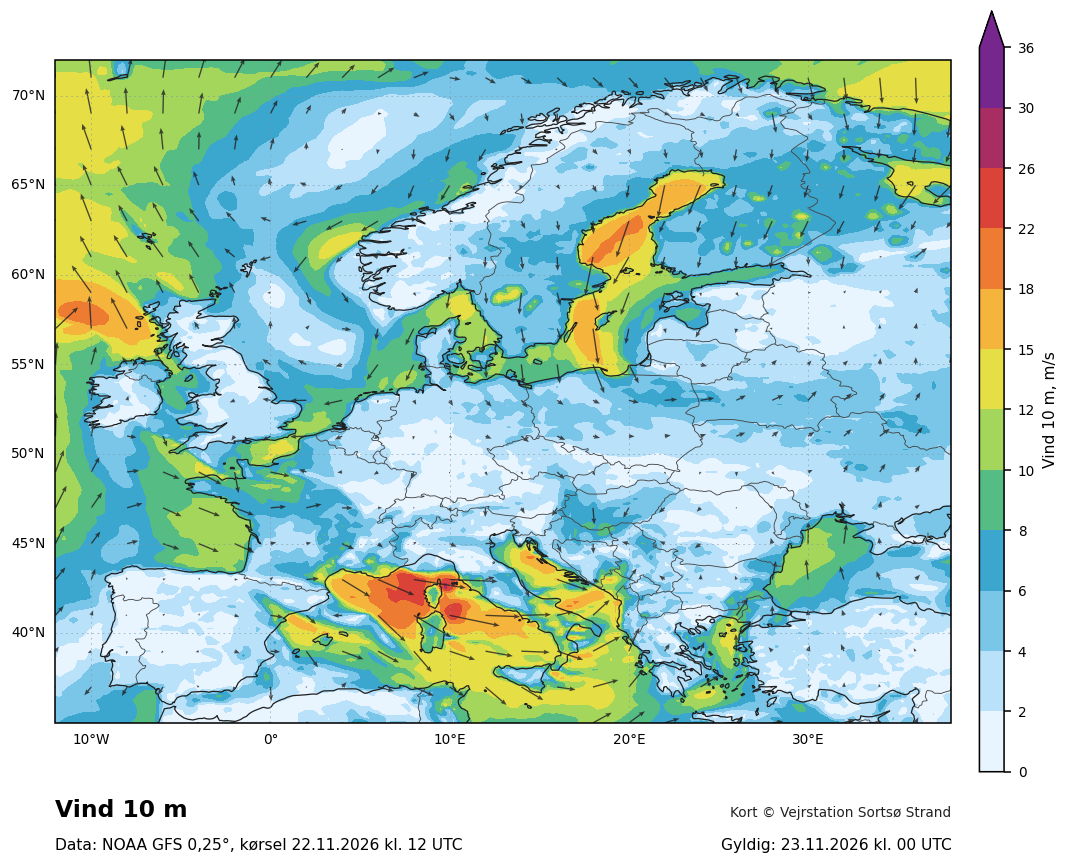 36
30
26
22
18
15
12
10
8
6
4
2
0
Vind 10 m, m/s
70°N
65°N
60°N
55°N
50°N
45°N
40°N
10°W
0°
10°E
20°E
30°E
Vind 10 m
Kort © Vejrstation Sortsø Strand
Data: NOAA GFS 0,25°, kørsel 22.11.2026 kl. 12 UTC
Gyldig: 23.11.2026 kl. 00 UTC